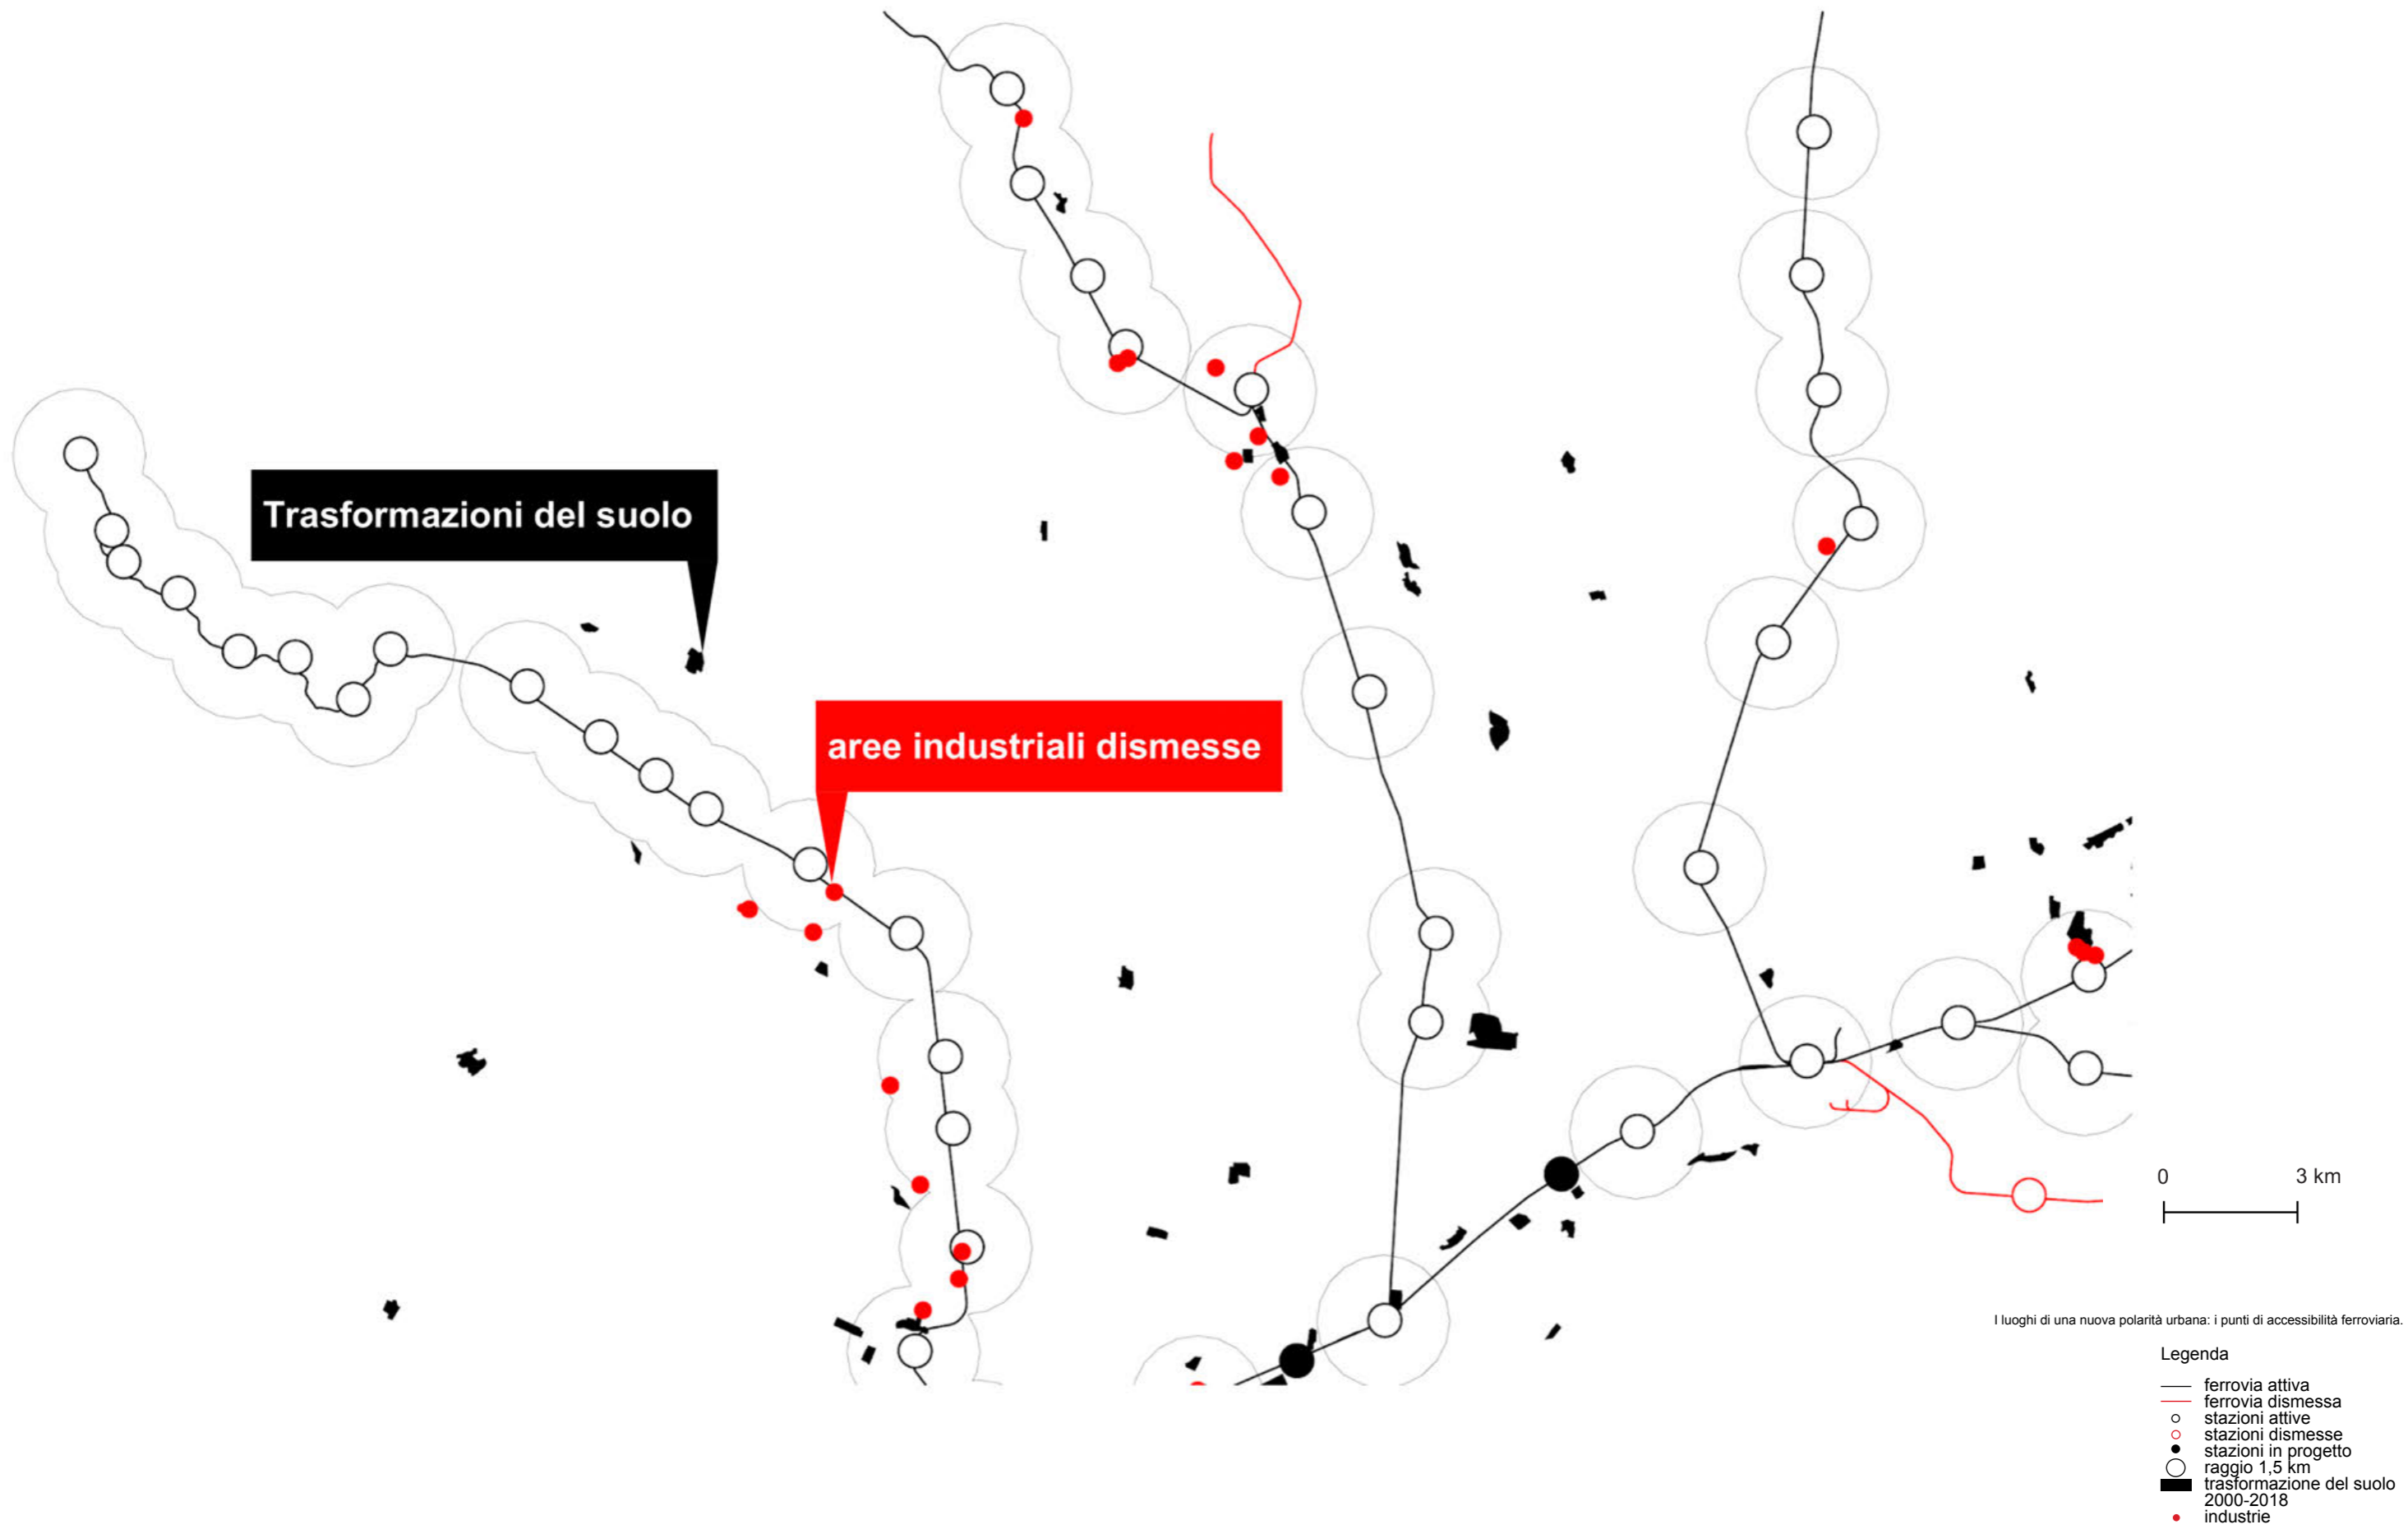 Trasformazioni del suolo
aree industriali dismesse
0 3 km
I luoghi di una nuova polarità urbana: i punti di accessibilità ferroviaria.
Legenda
ferrovia attiva
ferrovia dismessa
stazioni attive
stazioni dismesse
stazioni in progetto
raggio 1,5 km
trasformazione del suolo
2000-2018
industrie